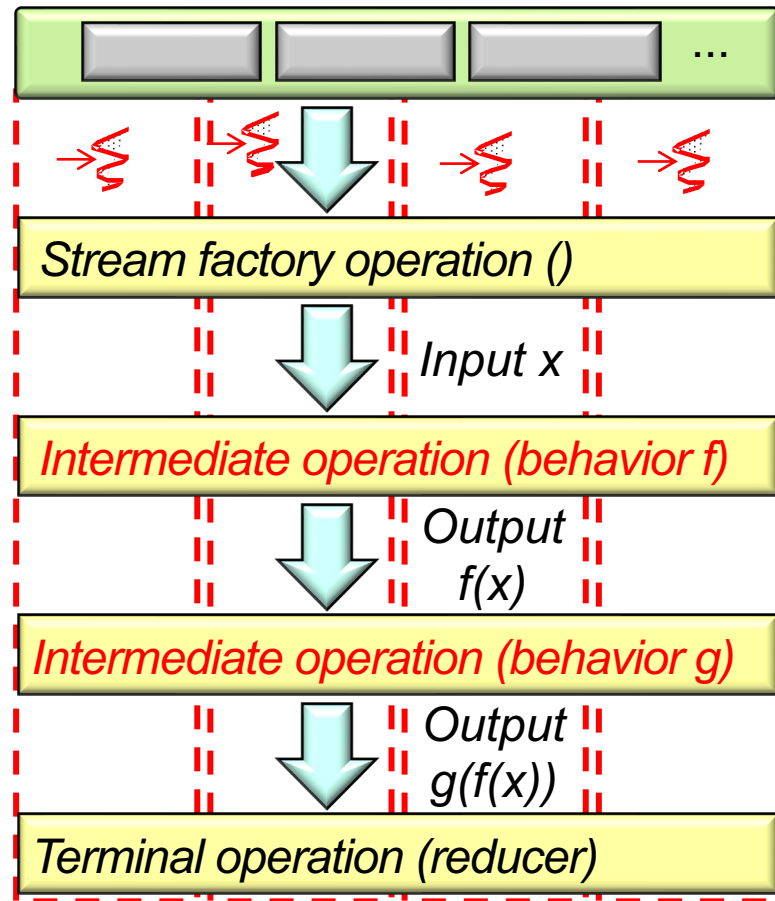 ...
Stream factory operation ()
Input x
Intermediate operation (behavior f)
Output
f(x)
Intermediate operation (behavior g)
Output
g(f(x))
Terminal operation (reducer)